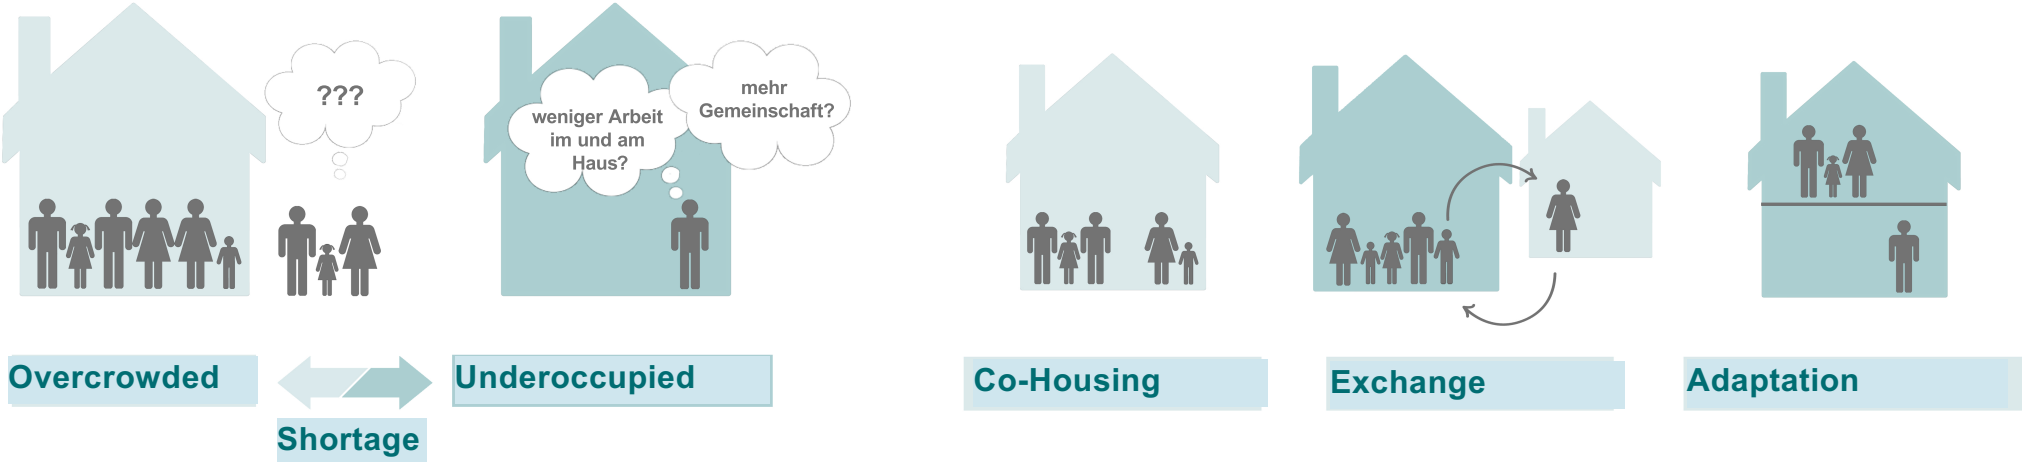 ???
weniger Arbeit
im und am
Haus?
mehr
Gemeinschaft?
Overcrowded
Shortage
Underoccupied
Co-Housing
Exchange
Adaptation